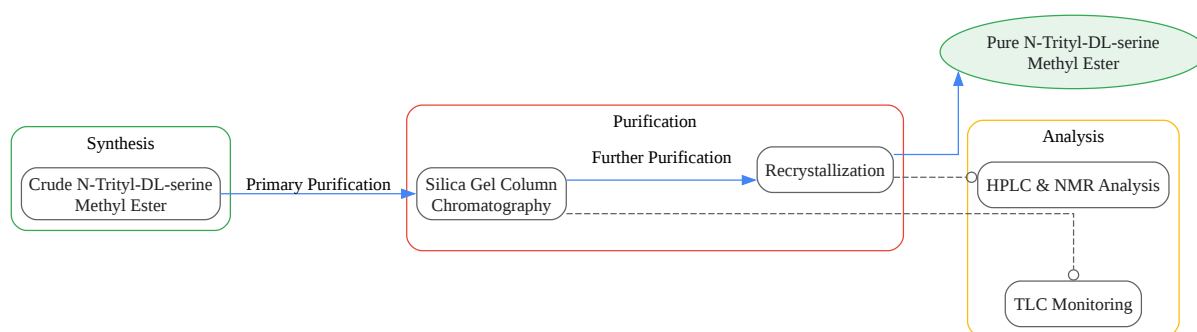 Synthesis
Crude N-Trityl-DL-serine
Methyl Ester
Primary Purification
Purification
Silica Gel Column
Chromatography
Further Purification
Recrystallization
Pure N-Trityl-DL-serine
Methyl Ester
Analysis
HPLC & NMR Analysis
TLC Monitoring